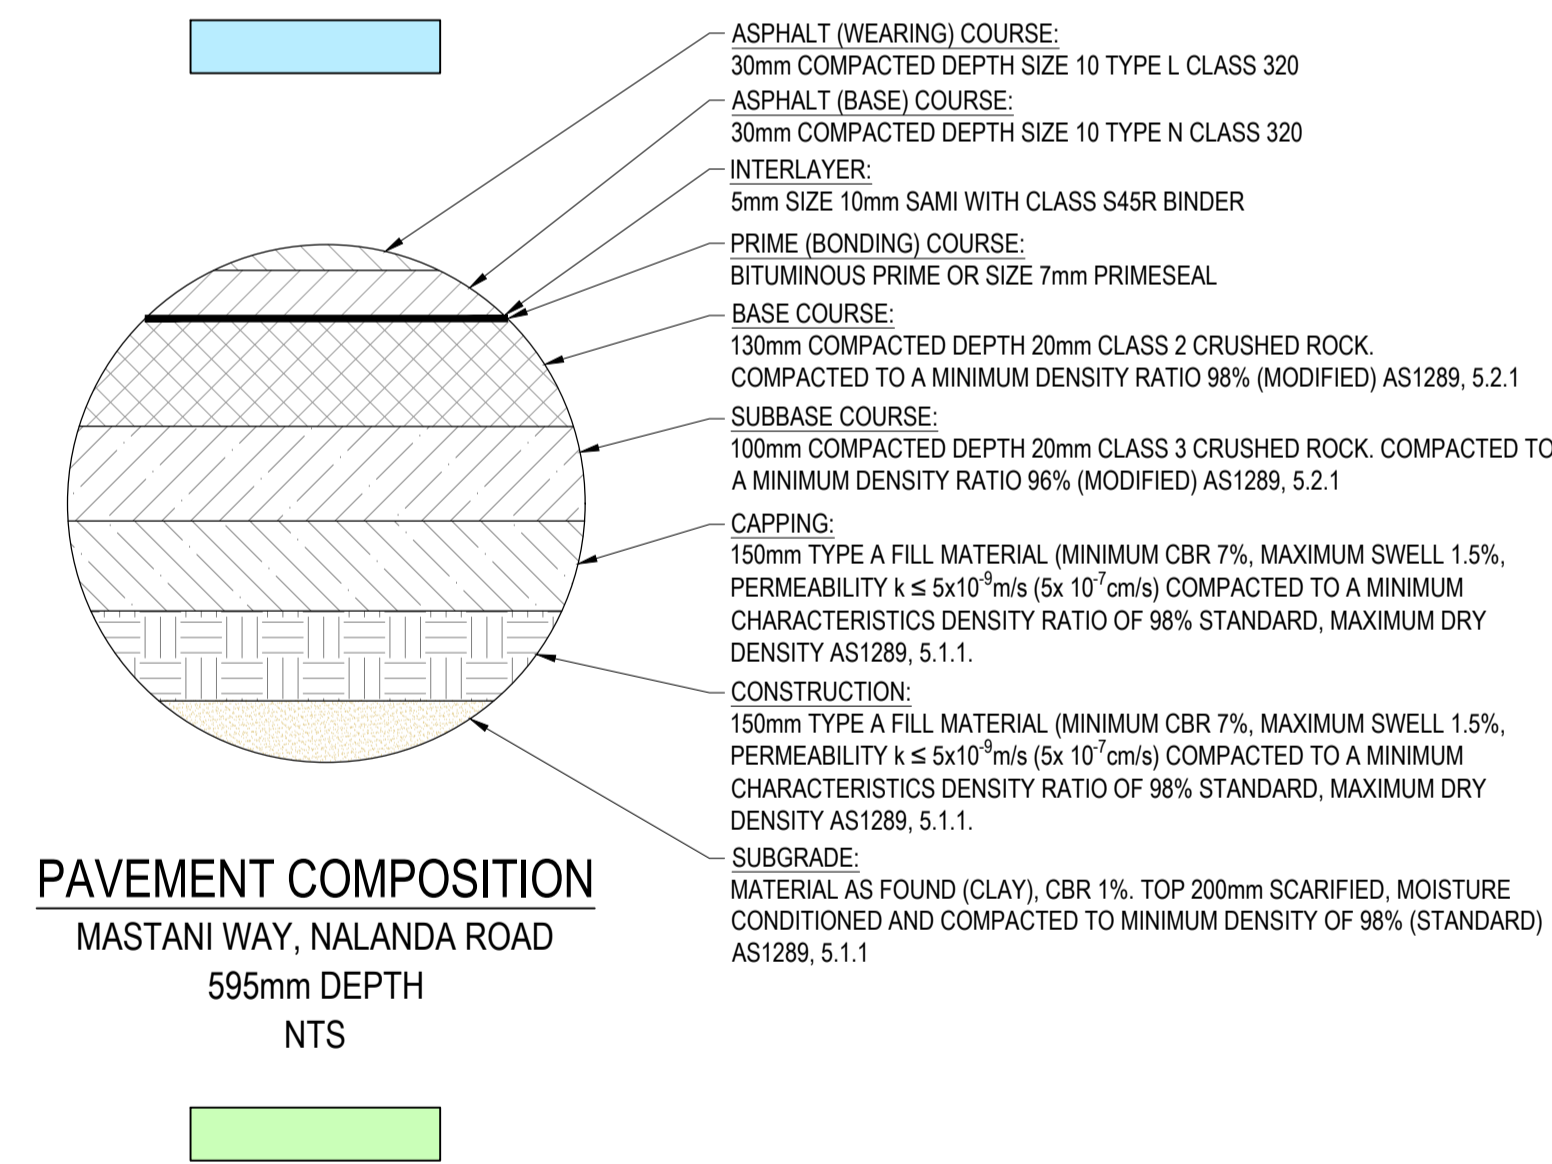 ASPHALT (WEARING) COURSE:
30mm COMPACTED DEPTH SIZE 10 TYPE L CLASS 320
ASPHALT (BASE) COURSE:
30mm COMPACTED DEPTH SIZE 10 TYPE N CLASS 320
INTERLAYER:
5mm SIZE 10mm SAMI WITH CLASS S45R BINDER
PRIME (BONDING) COURSE:
BITUMINOUS PRIME OR SIZE 7mm PRIMESEAL
BASE COURSE:
130mm COMPACTED DEPTH 20mm CLASS 2 CRUSHED ROCK.
COMPACTED TO A MINIMUM DENSITY RATIO 98% (MODIFIED) AS1289, 5.2.1
SUBBASE COURSE:
100mm COMPACTED DEPTH 20mm CLASS 3 CRUSHED ROCK. COMPACTED TO
A MINIMUM DENSITY RATIO 96% (MODIFIED) AS1289, 5.2.1
CAPPING:
150mm TYPE A FILL MATERIAL (MINIMUM CBR 7%, MAXIMUM SWELL 1.5%,
PERMEABILITY k ≤ 5x10⁻⁹m/s (5x 10⁻⁷cm/s) COMPACTED TO A MINIMUM
CHARACTERISTICS DENSITY RATIO OF 98% STANDARD, MAXIMUM DRY
DENSITY AS1289, 5.1.1.
CONSTRUCTION:
150mm TYPE A FILL MATERIAL (MINIMUM CBR 7%, MAXIMUM SWELL 1.5%,
PERMEABILITY k ≤ 5x10⁻⁹m/s (5x 10⁻⁷cm/s) COMPACTED TO A MINIMUM
CHARACTERISTICS DENSITY RATIO OF 98% STANDARD, MAXIMUM DRY
DENSITY AS1289, 5.1.1.
SUBGRADE:
MATERIAL AS FOUND (CLAY), CBR 1%. TOP 200mm SCARIFIED, MOISTURE
CONDITIONED AND COMPACTED TO MINIMUM DENSITY OF 98% (STANDARD)
AS1289, 5.1.1
PAVEMENT COMPOSITION
MASTANI WAY, NALANDA ROAD
595mm DEPTH
NTS